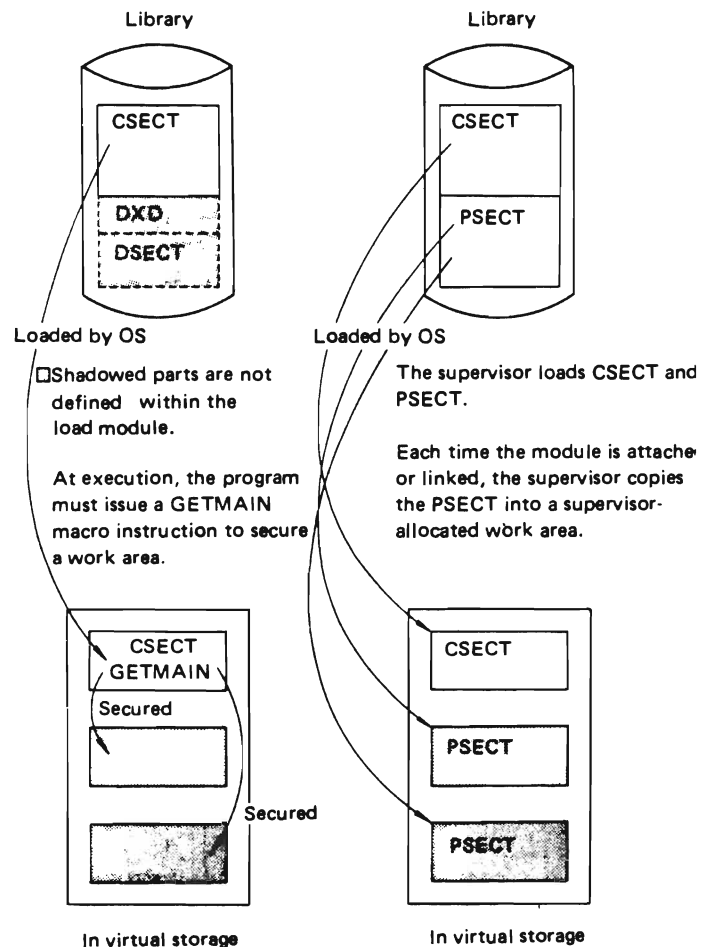 Library
CSECT
DXD
DSECT
Loaded by OS
□Shadowed parts are not
defined within the
load module.
At execution, the program
must issue a GETMAIN
macro instruction to secure
a work area.
CSECT
GETMAIN
Secured
Secured
In virtual storage
Library
CSECT
PSECT
Loaded by OS
The supervisor loads CSECT and
PSECT.
Each time the module is attache
or linked, the supervisor copies
the PSECT into a supervisor-
allocated work area.
CSECT
PSECT
PSECT
In virtual storage